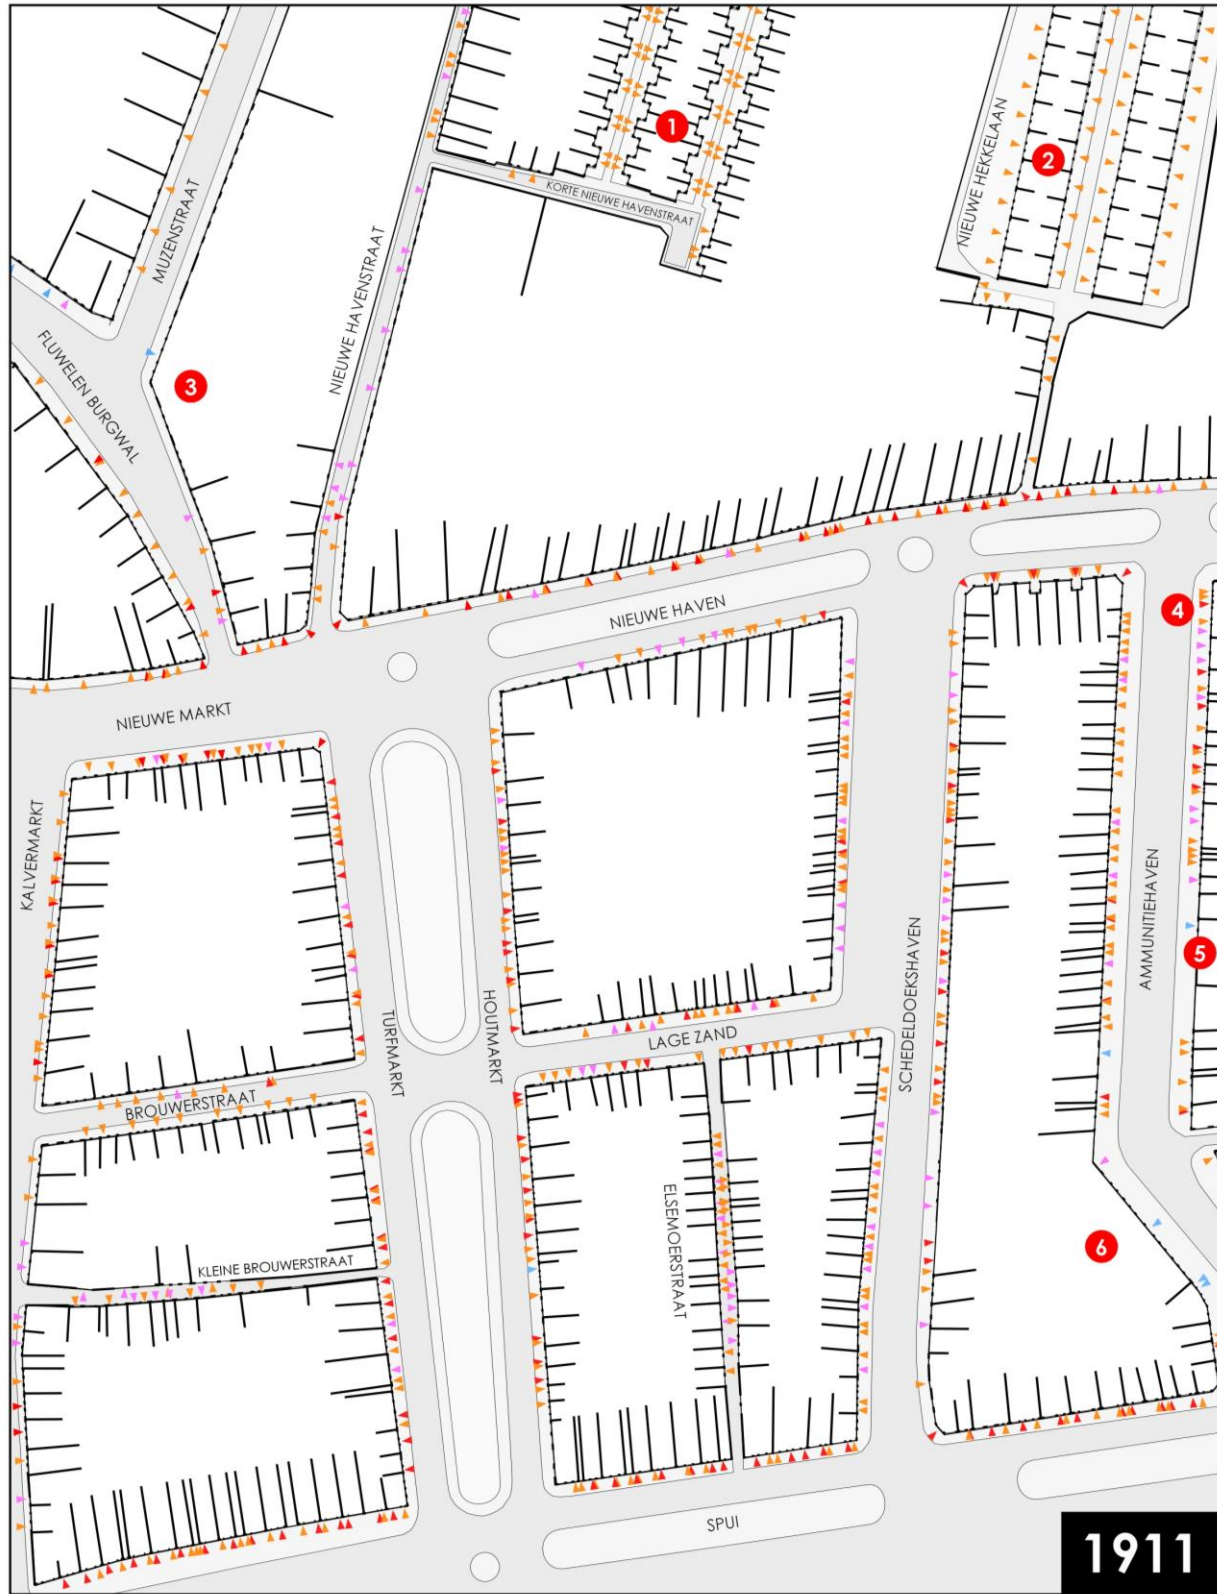 1
NIEUWE HEKKELAAN
2
MUZENSTRAAT
KORTE NIEUWE HAVENSTRAAT
NIEUWE HAVENSTRAAT
FLUWELEN BURGWAL
3
NIEUWE HAVEN
4
NIEUWE MARKT
KALVERMARKT
TURFMARKT
HOUTMARKT
SCHEDELDOEKSHAVEN
AMMUNITIEHAVEN
5
LAGE ZAND
BROUWERSTRAAT
ELSEMOERSTRAAT
KLEINE BROUWERSTRAAT
6
SPUI
1911